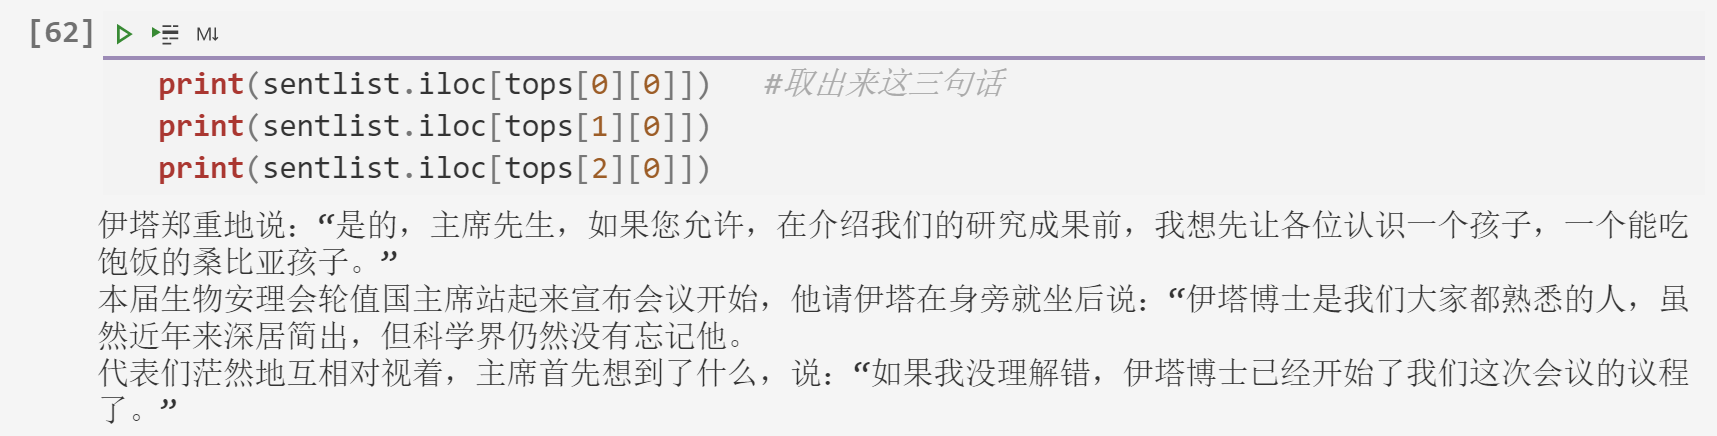 [62] M↓
print(sentlist.iloc[tops[0][0]]) #取出来这三句话
print(sentlist.iloc[tops[1][0]])
print(sentlist.iloc[tops[2][0]])
伊塔郑重地说：“是的，主席先生，如果您允许，在介绍我们的研究成果前，我想先让各位认识一个孩子，一个能吃
饱饭的桑比亚孩子。”
本届生物安理会轮值国主席站起来宣布会议开始，他请伊塔在身旁就坐后说：“伊塔博士是我们大家都熟悉的人，虽
然近年来深居简出，但科学界仍然没有忘记他。
代表们茫然地互相对视着，主席首先想到了什么，说：“如果我没理解错，伊塔博士已经开始了我们这次会议的议程
了。”